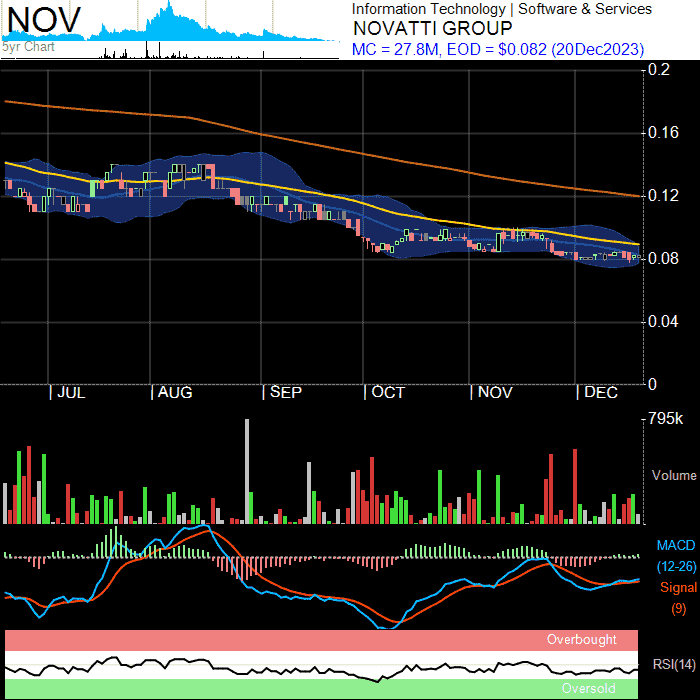 NOV
5yr Chart
Information Technology | Software & Services
NOVATTI GROUP
MC = 27.8M, EOD = $0.082 (20Dec2023)
0.2
0.16
0.12
0.08
0.04
0
| JUL | AUG | SEP | OCT | NOV | DEC
795k
Volume
MACD
(12-26)
Signal
(9)
Overbought
RSI(14)
Oversold